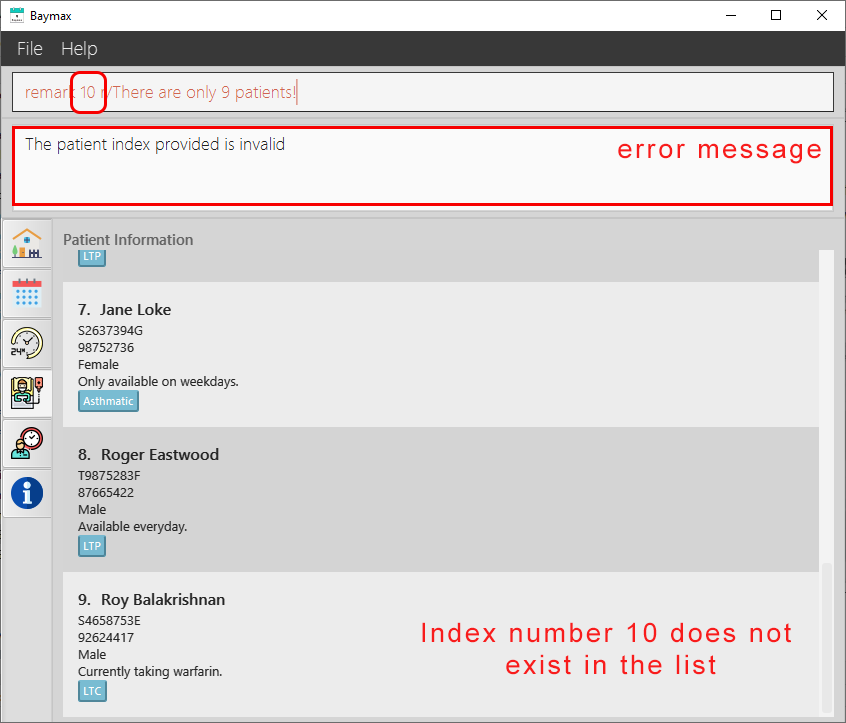 Baymax
File Help
remark 10 r/There are only 9 patients!
The patient index provided is invalid
error message
Patient Information
LTP
7. Jane Loke
S2637394G
98752736
Female
Only available on weekdays.
Asthmatic
8. Roger Eastwood
T9875283F
87665422
Male
Available everyday.
LTP
9. Roy Balakrishnan
S4658753E
92624417
Male
Currently taking warfarin.
LTC
Index number 10 does not
exist in the list
24H